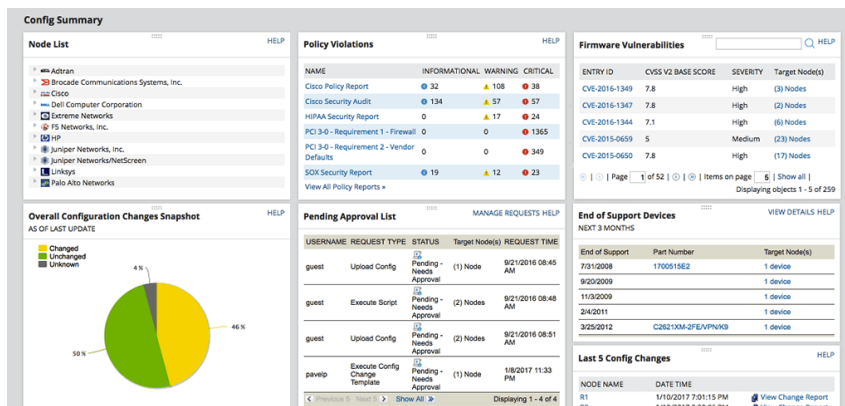 Config Summary
Node List
HELP
Adtran
Brocade Communications Systems, Inc.
Cisco
Dell Computer Corporation
Extreme Networks
F5 Networks, Inc.
HP
Juniper Networks, Inc.
Juniper Networks/NetScreen
Linksys
Palo Alto Networks
Policy Violations
HELP
NAME INFORMATIONAL WARNING CRITICAL
Cisco Policy Report 32 108 38
Cisco Security Audit 134 57 57
HIPAA Security Report 0 17 24
PCI 3-0 - Requirement 1 - Firewall 0 0 1365
PCI 3-0 - Requirement 2 - Vendor
Defaults 0 0 349
SOX Security Report 19 12 23
View All Policy Reports »
Firmware Vulnerabilities
HELP
ENTRY ID CVSS V2 BASE SCORE SEVERITY Target Node(s)
CVE-2016-1349 7.8 High (3) Nodes
CVE-2016-1347 7.8 High (2) Nodes
CVE-2016-1344 7.1 High (6) Nodes
CVE-2015-0659 5 Medium (23) Nodes
CVE-2015-0650 7.8 High (17) Nodes
| Page 1 of 52 | Items on page 5 | Show all |
Displaying objects 1 - 5 of 259
Overall Configuration Changes Snapshot
HELP
AS OF LAST UPDATE
Changed
Unchanged
Unknown
4 %
46 %
50 %
Pending Approval List
MANAGE REQUESTS HELP
USERNAME REQUEST TYPE STATUS Target Node(s) REQUEST TIME
guest Upload Config Pending - Needs Approval (1) Node 9/21/2016 08:45 AM
guest Execute Script Pending - Needs Approval (2) Nodes 9/21/2016 08:48 AM
guest Upload Config Pending - Needs Approval (2) Nodes 9/21/2016 08:51 AM
pavelp Execute Config Change Template Pending - Needs Approval (1) Node 1/8/2017 11:33 PM
Previous 5 Next 5 Show All Displaying 1 - 4 of 4
End of Support Devices
VIEW DETAILS HELP
NEXT 3 MONTHS
End of Support Part Number Target Node(s)
7/31/2008 1700515E2 1 device
9/20/2009 1 device
11/3/2009 1 device
2/4/2011 1 device
3/25/2012 C2621XM-2FE/VPN/K9 1 device
Last 5 Config Changes
HELP
NODE NAME DATE TIME
R1 1/10/2017 7:01:15 PM View Change Report